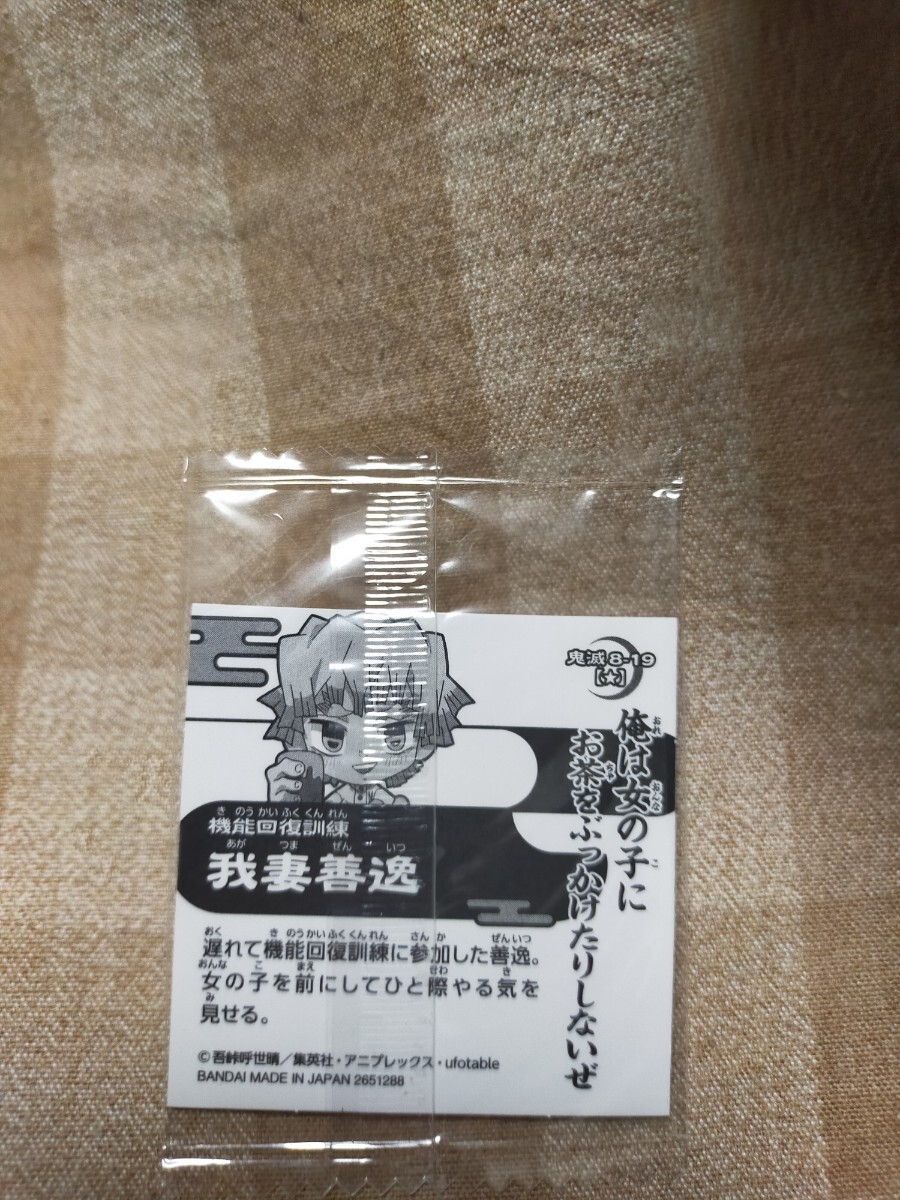 鬼滅 8-19
[★]
俺は女の子に
お茶をぶっかけたりしないぜ
機能回復訓練
我妻善逸
遅れて機能回復訓練に参加した善逸。
女の子を前にしてひと際やる気を
見せる。
©吾峠呼世晴／集英社・アニプレックス・ufotable
BANDAI MADE IN JAPAN 2651288